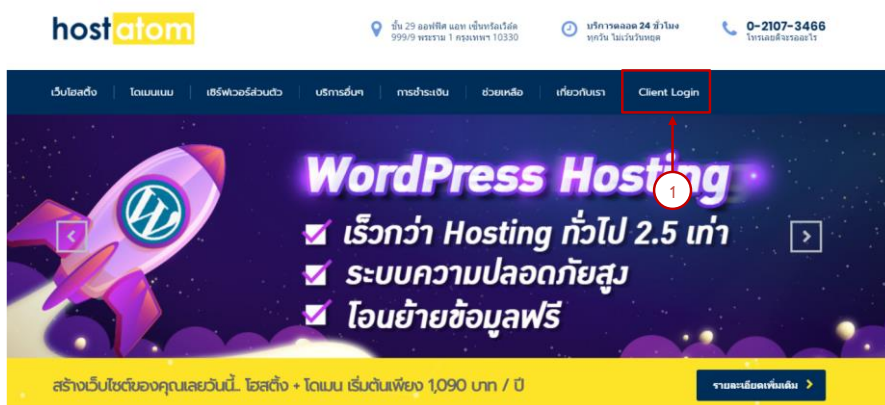 hostatom
ชั้น 29 ออฟฟิศ แอท เซ็นทรัลเวิล์ด
999/9 พระราม 1 กรุงเทพฯ 10330
บริการตลอด 24 ชั่วโมง
ทุกวัน ไม่เว้นวันหยุด
0-2107-3466
โทรเลยดีจะรออะไร
เว็บโฮสติ้ง
โดเมนเนม
เซิร์ฟเวอร์ส่วนตัว
บริการอื่นๆ
การชำระเงิน
ช่วยเหลือ
เกี่ยวกับเรา
Client Login
1
WordPress Hosting
เร็วกว่า Hosting ทั่วไป 2.5 เท่า
ระบบความปลอดภัยสูง
โอนย้ายข้อมูลฟรี
สร้างเว็บไซต์ของคุณเลยวันนี้.. โฮสติ้ง + โดเมน เริ่มต้นเพียง 1,090 บาท / ปี
รายละเอียดเพิ่มเติม